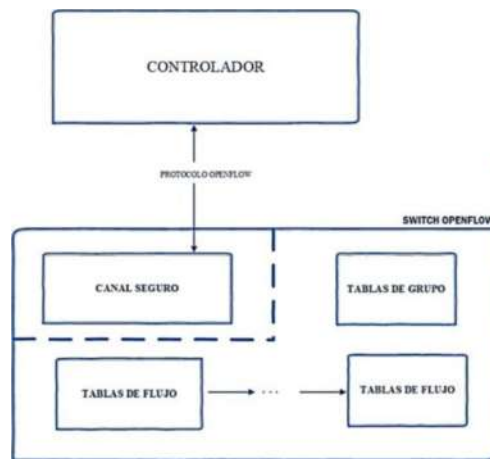 CONTROLADOR
PROTOCOLO OPENFLOW
SWITCH OPENFLOW
CANAL SEGURO
TABLAS DE GRUPO
TABLAS DE FLUJO
...
TABLAS DE FLUJO